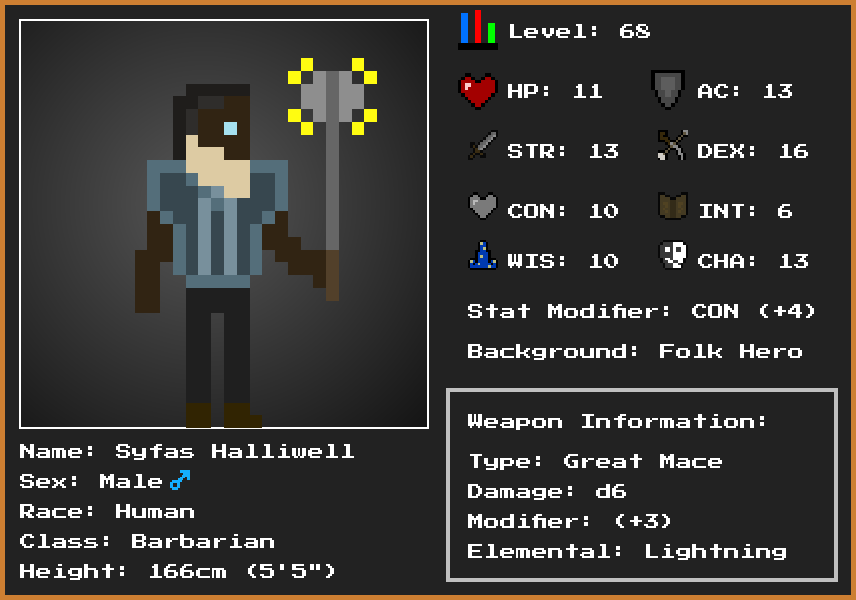 Level: 68
HP: 11
AC: 13
STR: 13
DEX: 16
CON: 10
INT: 6
WIS: 10
CHA: 13
Stat Modifier: CON (+4)
Background: Folk Hero
Weapon Information:
Type: Great Mace
Damage: d6
Modifier: (+3)
Elemental: Lightning
Name: Syfas Halliwell
Sex: Male ♂
Race: Human
Class: Barbarian
Height: 166cm (5'5")